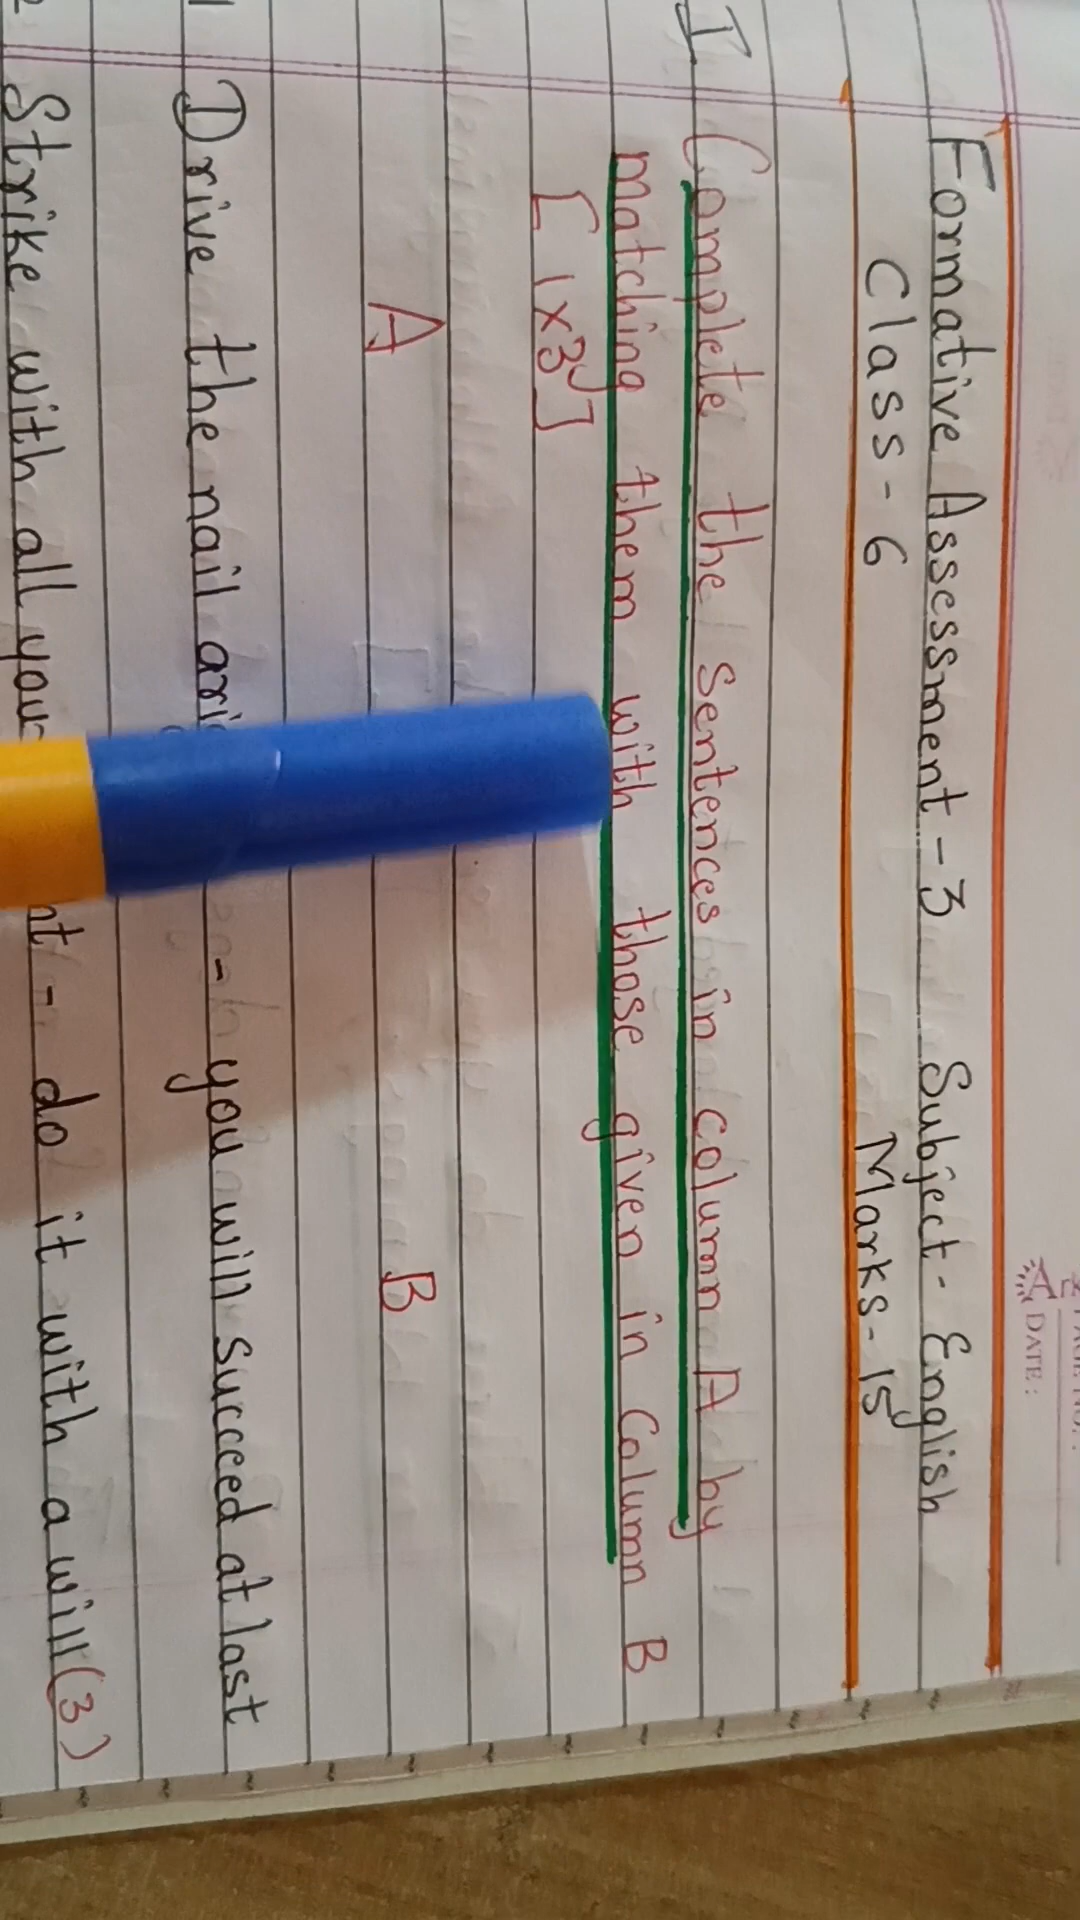 DATE:
Formative Assessment-3 Subject- English
Class-6 Marks-15
I Complete the sentences in column A by
matching them with those given in column B
[1x3]
A B
1 Drive the nail - you will succeed at last
2 Strike with all - do it with a will (3)